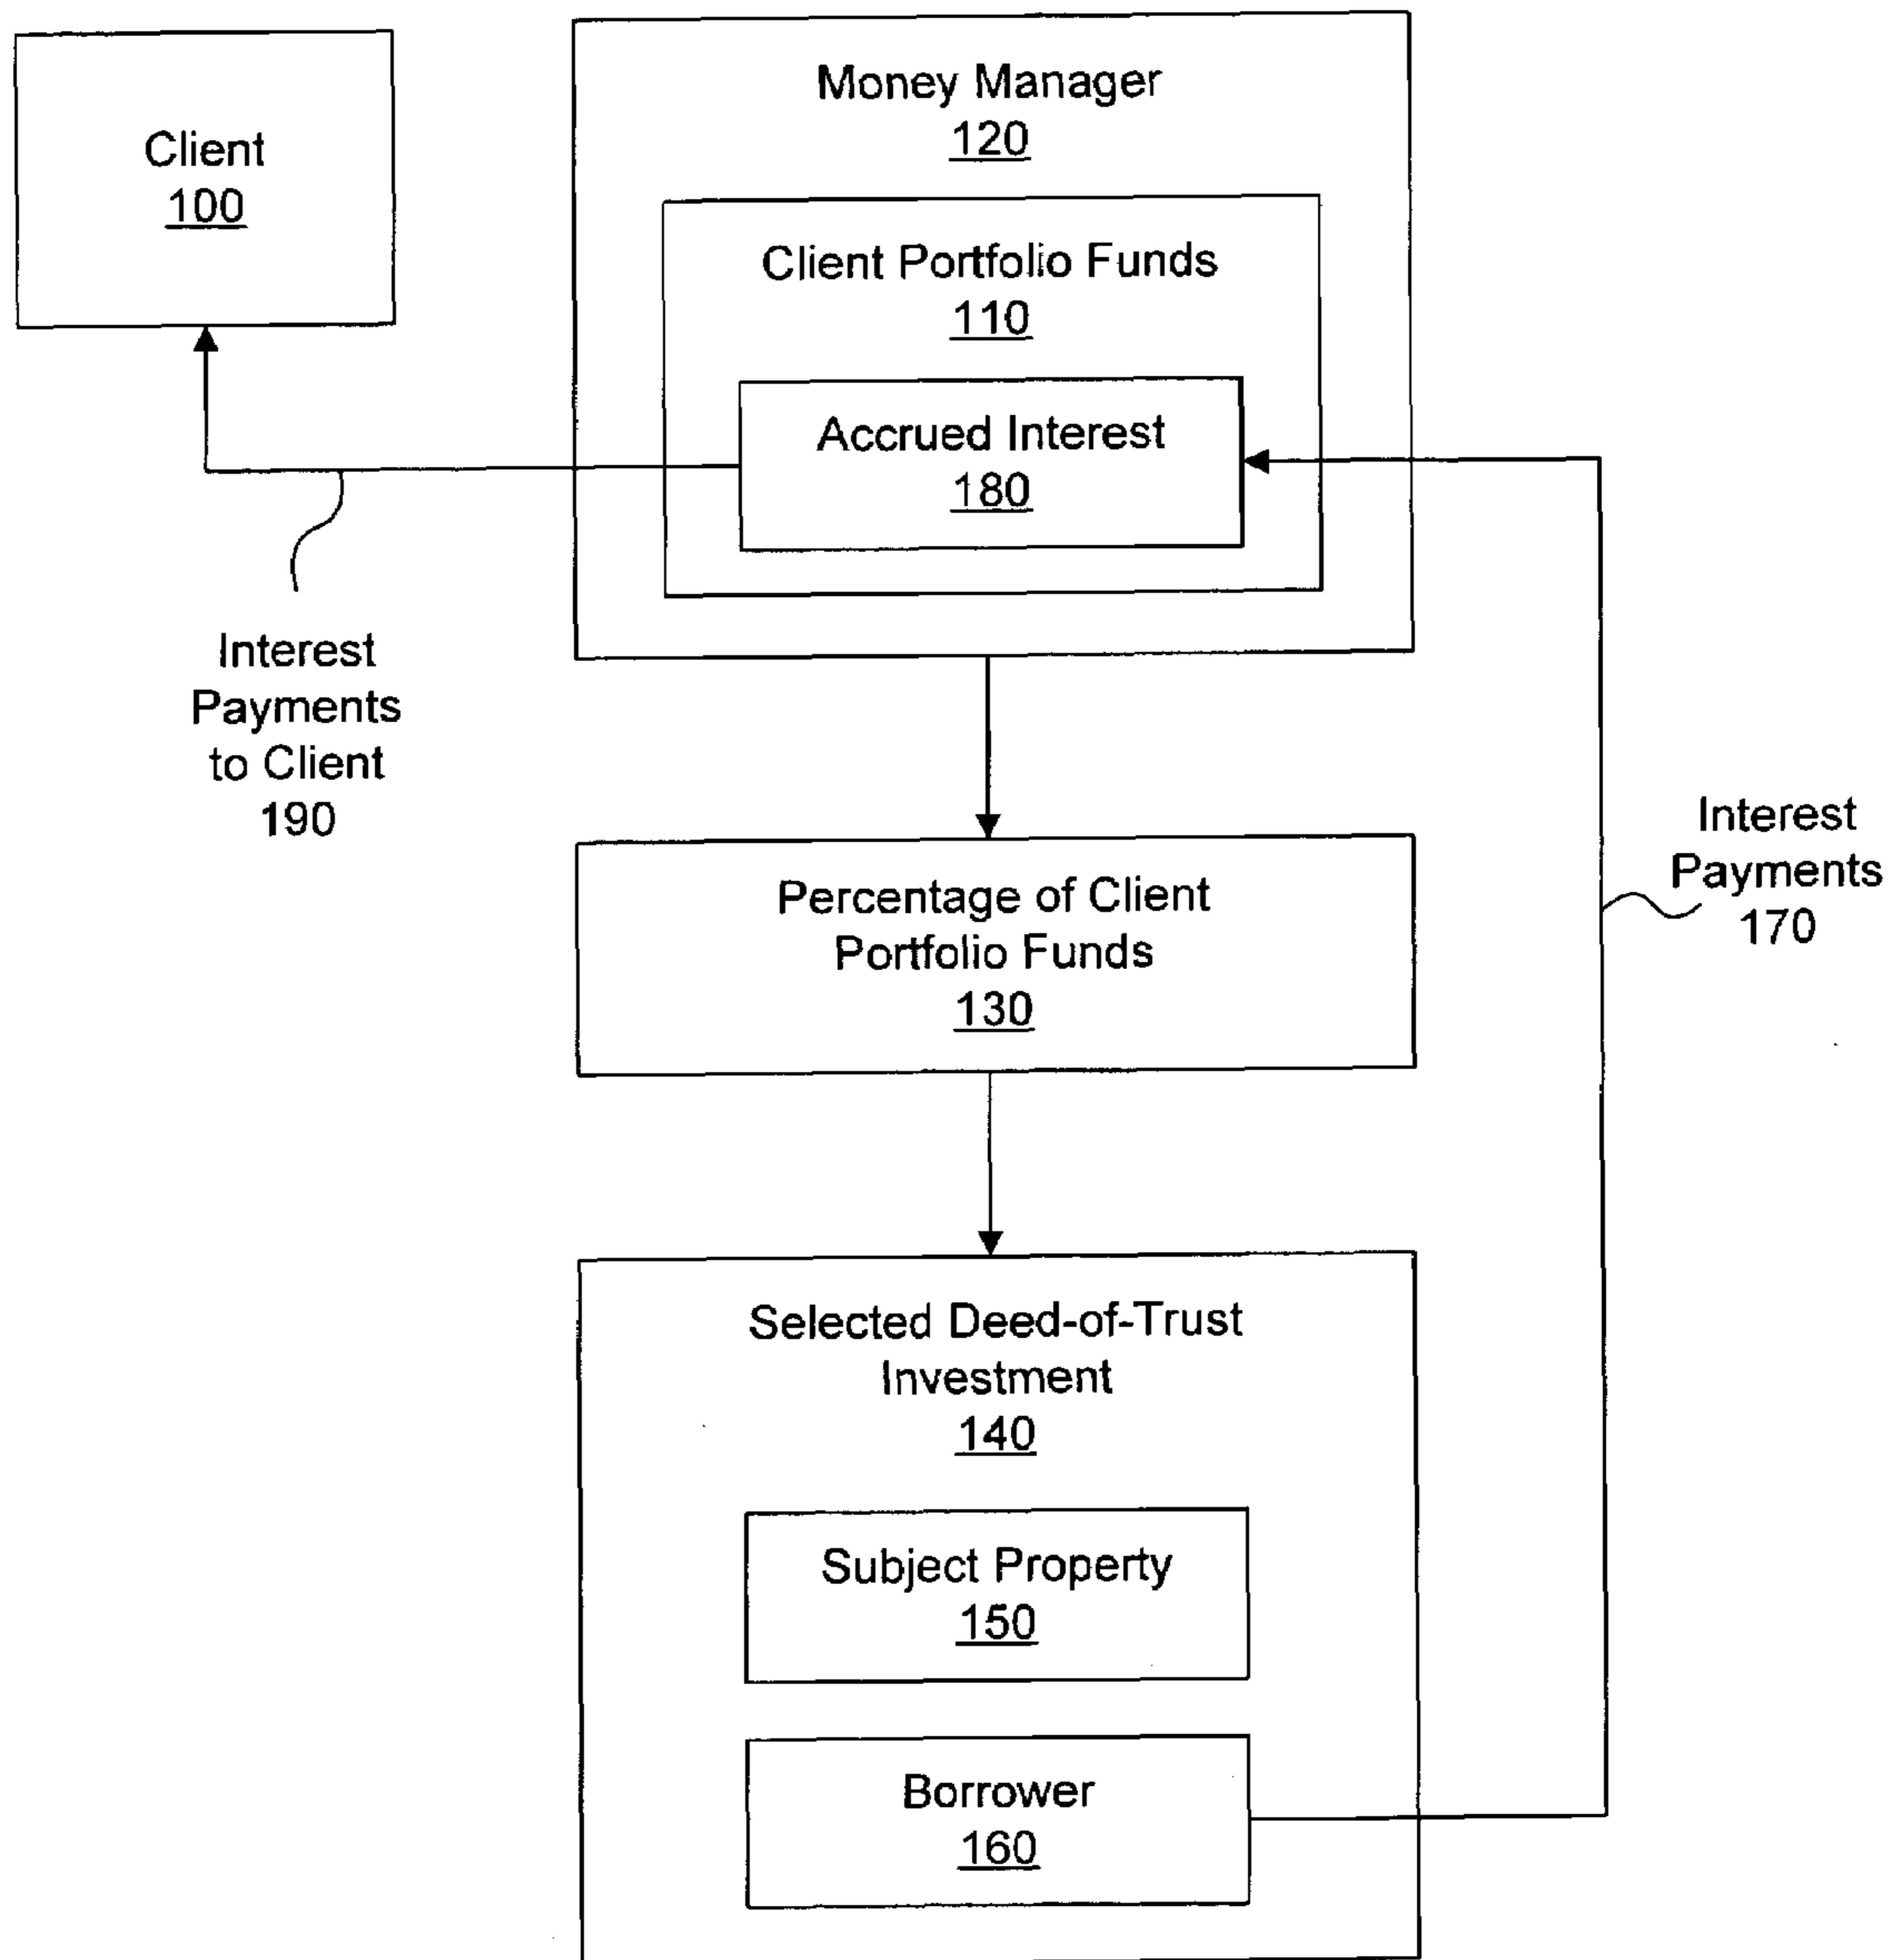 Client
100
Money Manager
120
Client Portfolio Funds
110
Accrued Interest
180
Interest
Payments
to Client
190
Percentage of Client
Portfolio Funds
130
Interest
Payments
170
Selected Deed-of-Trust
Investment
140
Subject Property
150
Borrower
160